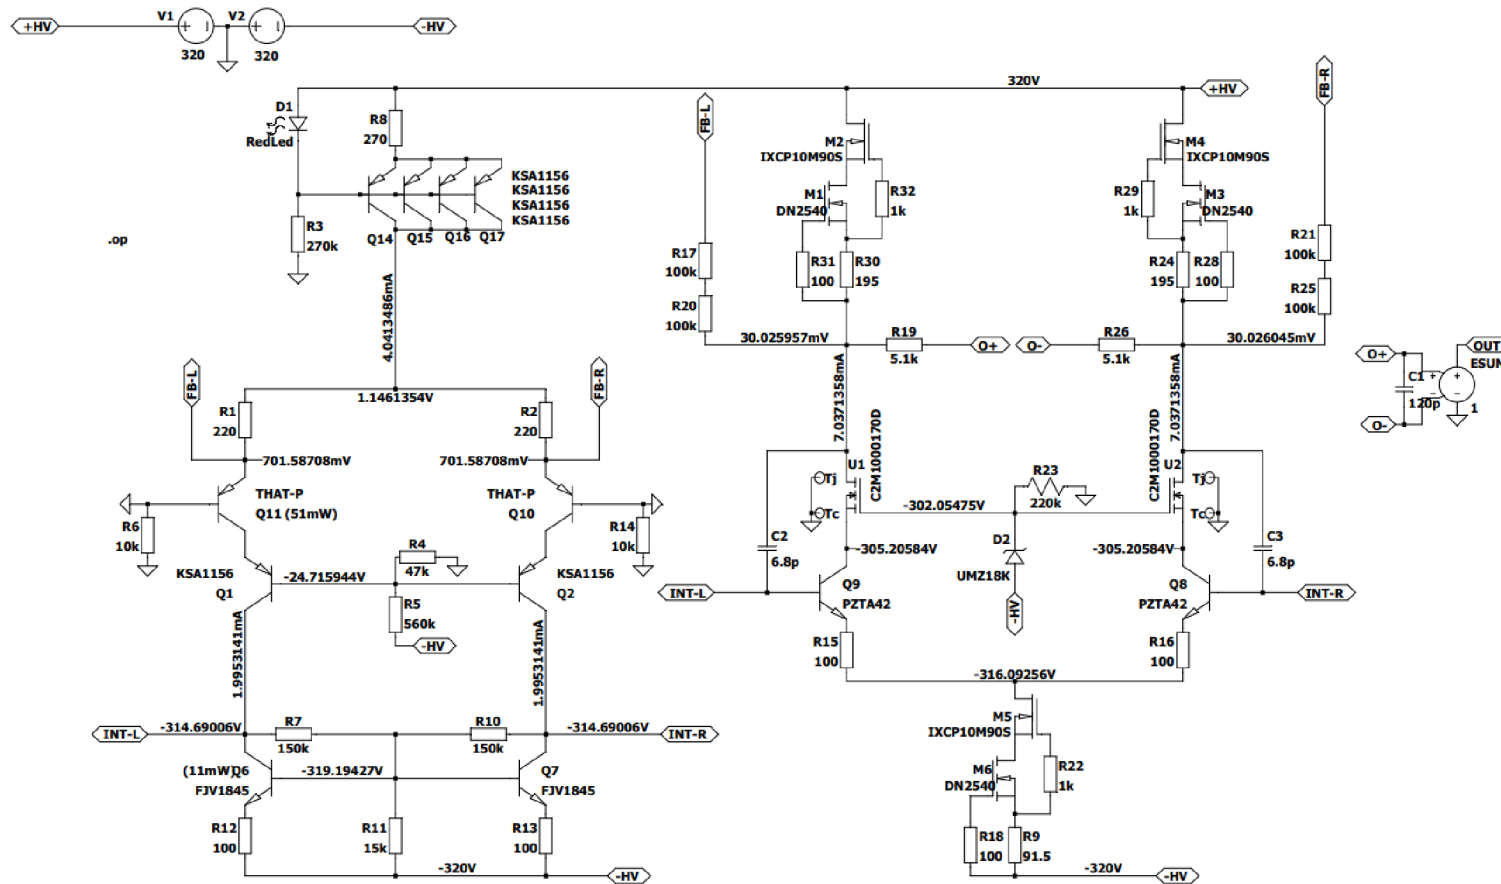 +HV
V1
V2
-HV
320
320
320V
+HV
D1
RedLed
R8
270
KSA1156
KSA1156
KSA1156
KSA1156
R3
270k
Q14
Q15
Q16
Q17
.op
4.0413486mA
FB-L
R17
100k
R20
100k
M2
IXCP10M90S
M1
DN2540
R32
1k
R31
100
R30
195
M4
IXCP10M90S
R29
1k
M3
DN2540
R24
195
R28
100
FB-R
R21
100k
R25
100k
30.025957mV
R19
5.1k
O+
O-
R26
5.1k
30.026045mV
O+
O-
C1
120p
OUT
ESUM
1
FB-L
FB-R
1.1461354V
R1
220
R2
220
701.58708mV
701.58708mV
THAT-P
Q11 (51mW)
THAT-P
Q10
R6
10k
R14
10k
R4
47k
KSA1156
Q1
-24.715944V
KSA1156
Q2
R5
560k
-HV
1.9953141mA
1.9953141mA
7.0371358mA
7.0371358mA
U1
C2M1000170D
Tj
Tc
U2
C2M1000170D
Tj
Tc
R23
220k
-302.05475V
D2
UMZ18K
-HV
-305.20584V
-305.20584V
C2
6.8p
C3
6.8p
INT-L
Q9
PZTA42
Q8
PZTA42
INT-R
R15
100
R16
100
-316.09256V
INT-L
-314.69006V
R7
150k
R10
150k
-314.69006V
INT-R
(11mW)
Q6
FJV1845
-319.19427V
Q7
FJV1845
R12
100
R11
15k
R13
100
-320V
-HV
M5
IXCP10M90S
M6
DN2540
R22
1k
R18
100
R9
91.5
-320V
-HV